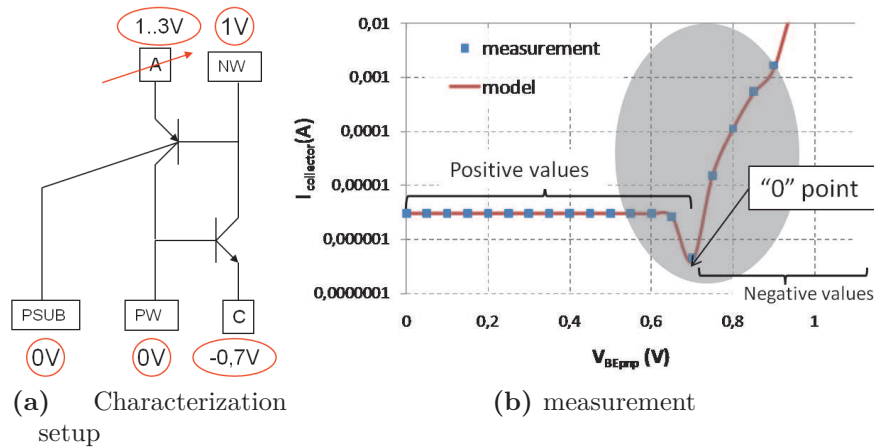 1..3V
1V
A
NW
PSUB
PW
C
0V
0V
-0,7V
(a) Characterization
setup
I collector(A)
0,01
0,001
0,0001
0,00001
0,000001
0,0000001
measurement
model
Positive values
"0" point
Negative values
0
0,2
0,4
0,6
0,8
1
VBEpnp (V)
(b) measurement